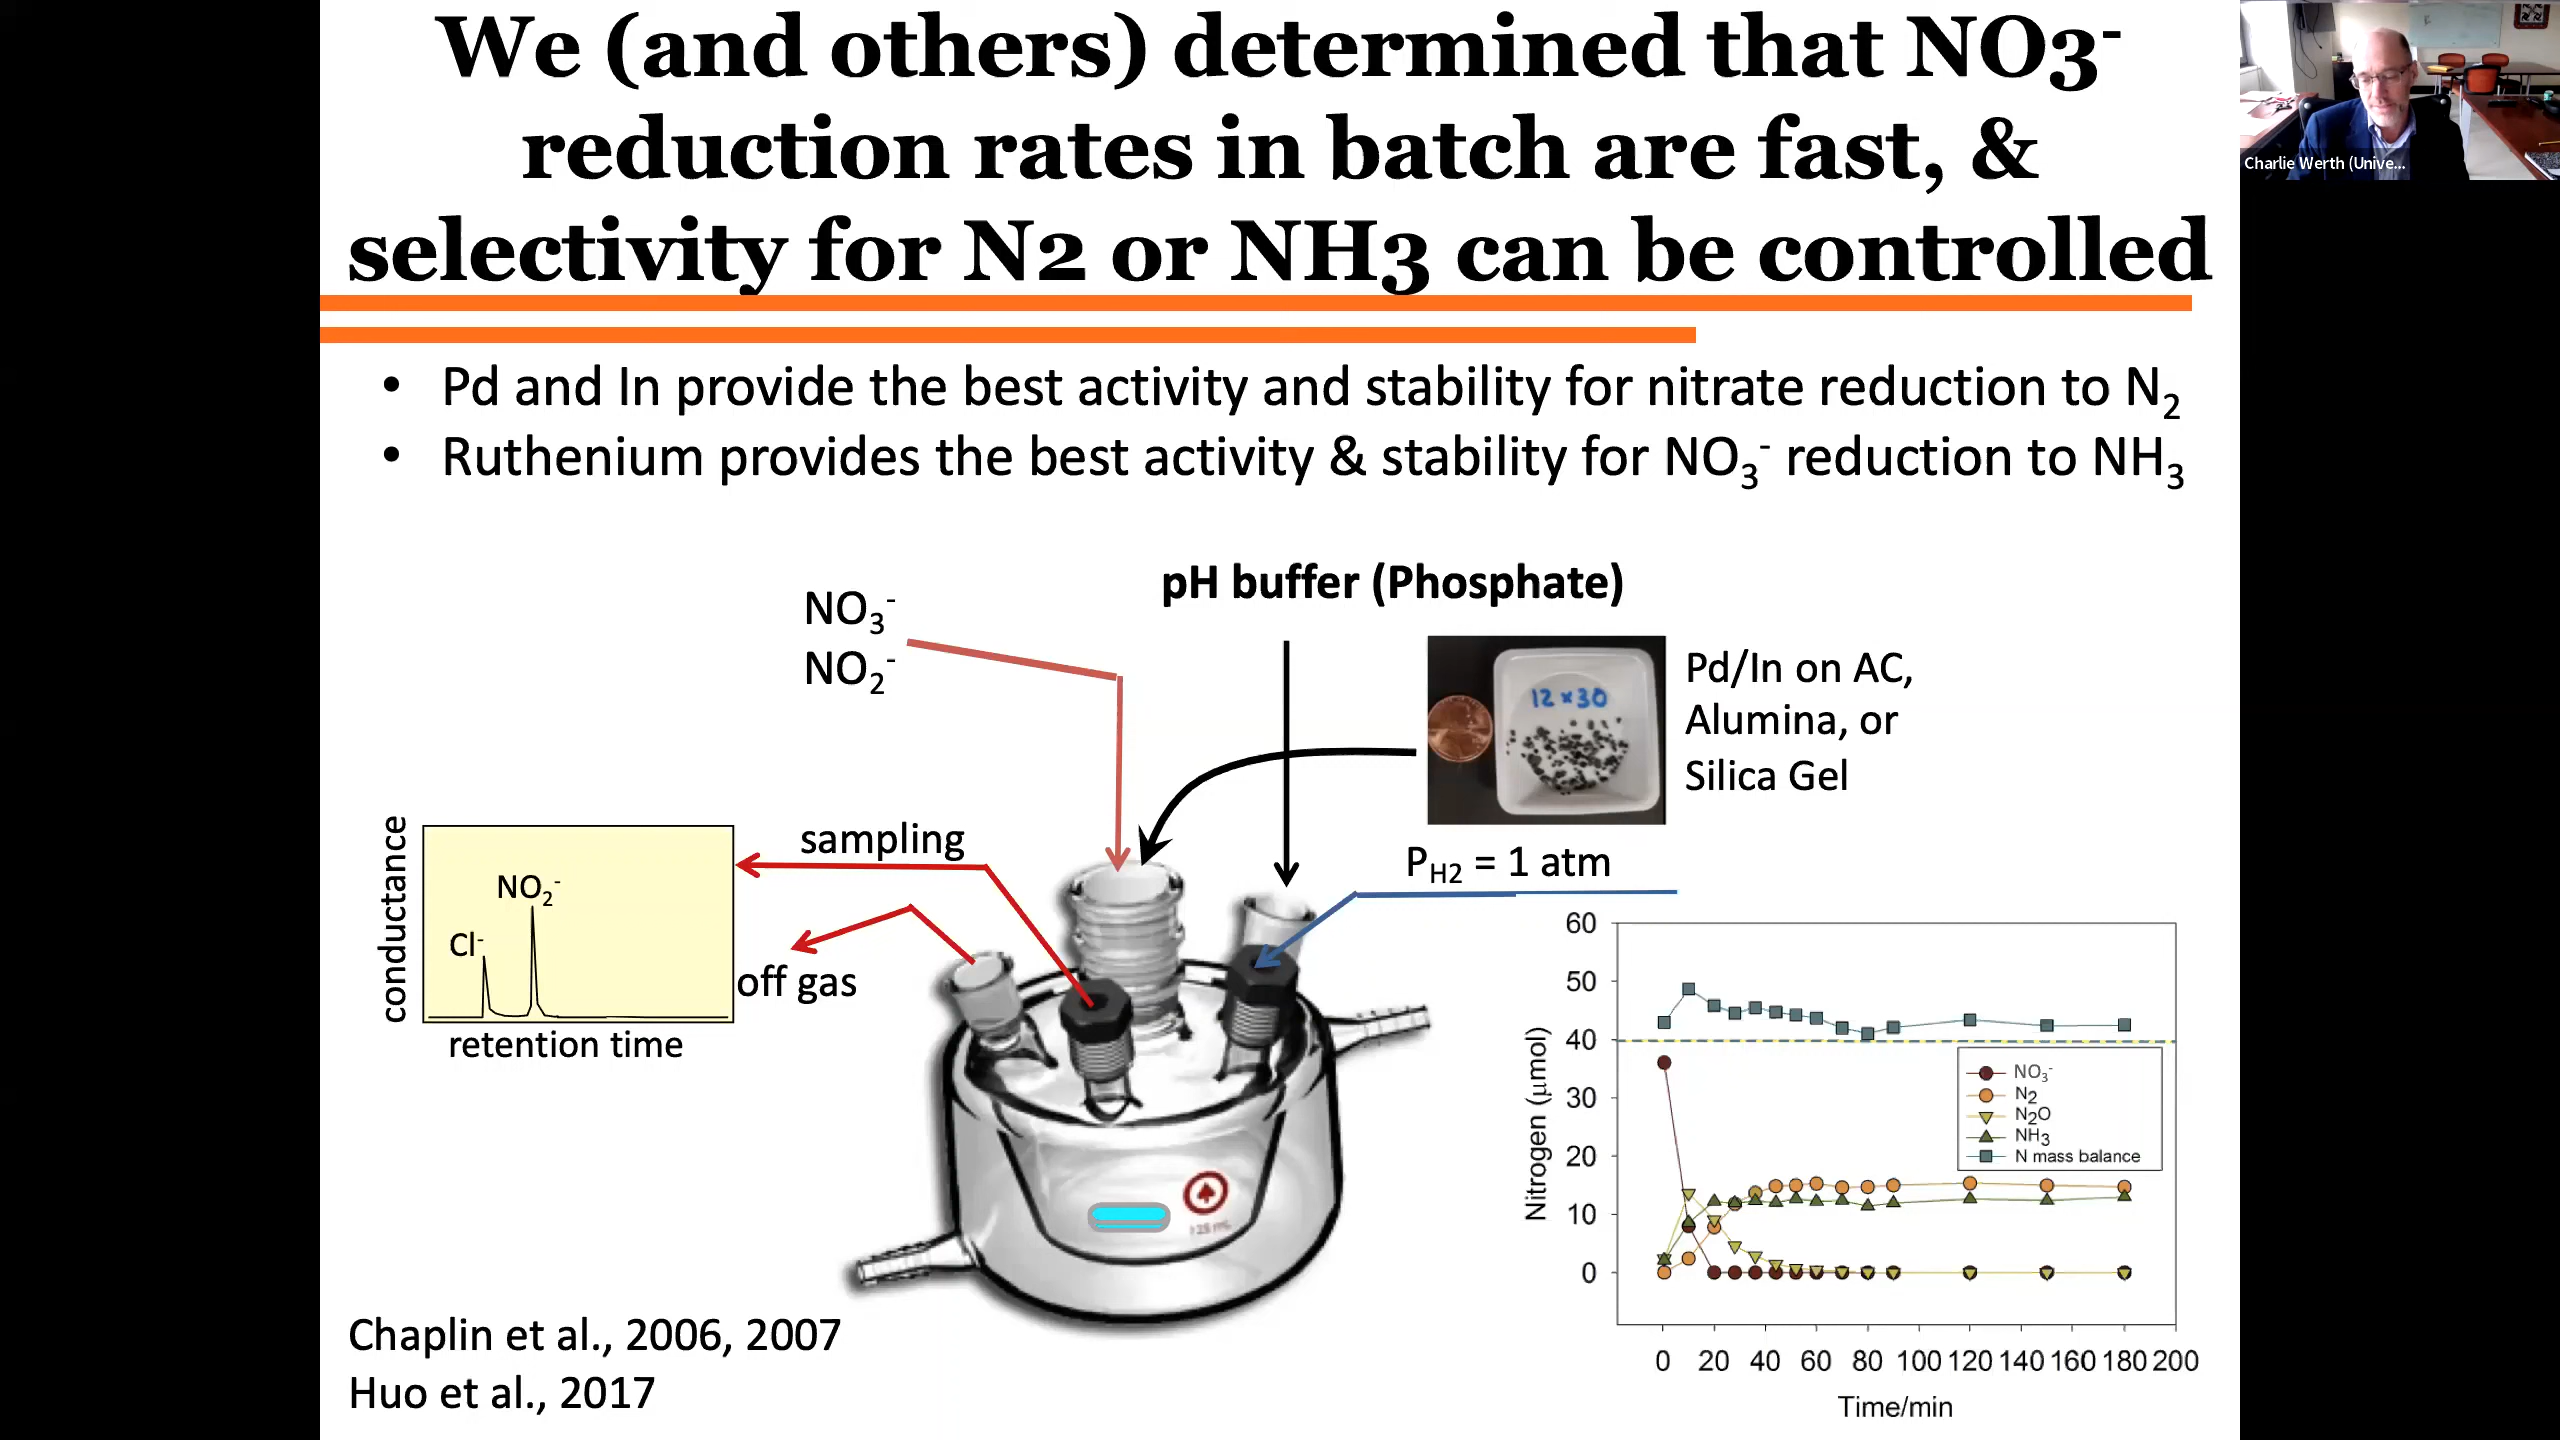 We (and others) determined that NO3-
reduction rates in batch are fast, &
selectivity for N2 or NH3 can be controlled
Charlie Werth (Unive...
• Pd and In provide the best activity and stability for nitrate reduction to N2
• Ruthenium provides the best activity & stability for NO3- reduction to NH3
NO3-
NO2-
pH buffer (Phosphate)
12 x 30
Pd/In on AC,
Alumina, or
Silica Gel
sampling
PH2 = 1 atm
off gas
conductance
NO2-
Cl-
retention time
125 mL
Nitrogen (μmol)
60
50
40
30
20
10
0
NO3-
N2
N2O
NH3
N mass balance
0 20 40 60 80 100 120 140 160 180 200
Time/min
Chaplin et al., 2006, 2007
Huo et al., 2017